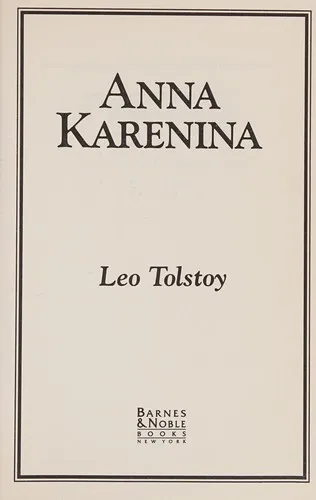 ANNA
KARENINA
Leo Tolstoy
BARNES
& NOBLE
BOOKS
NEW YORK